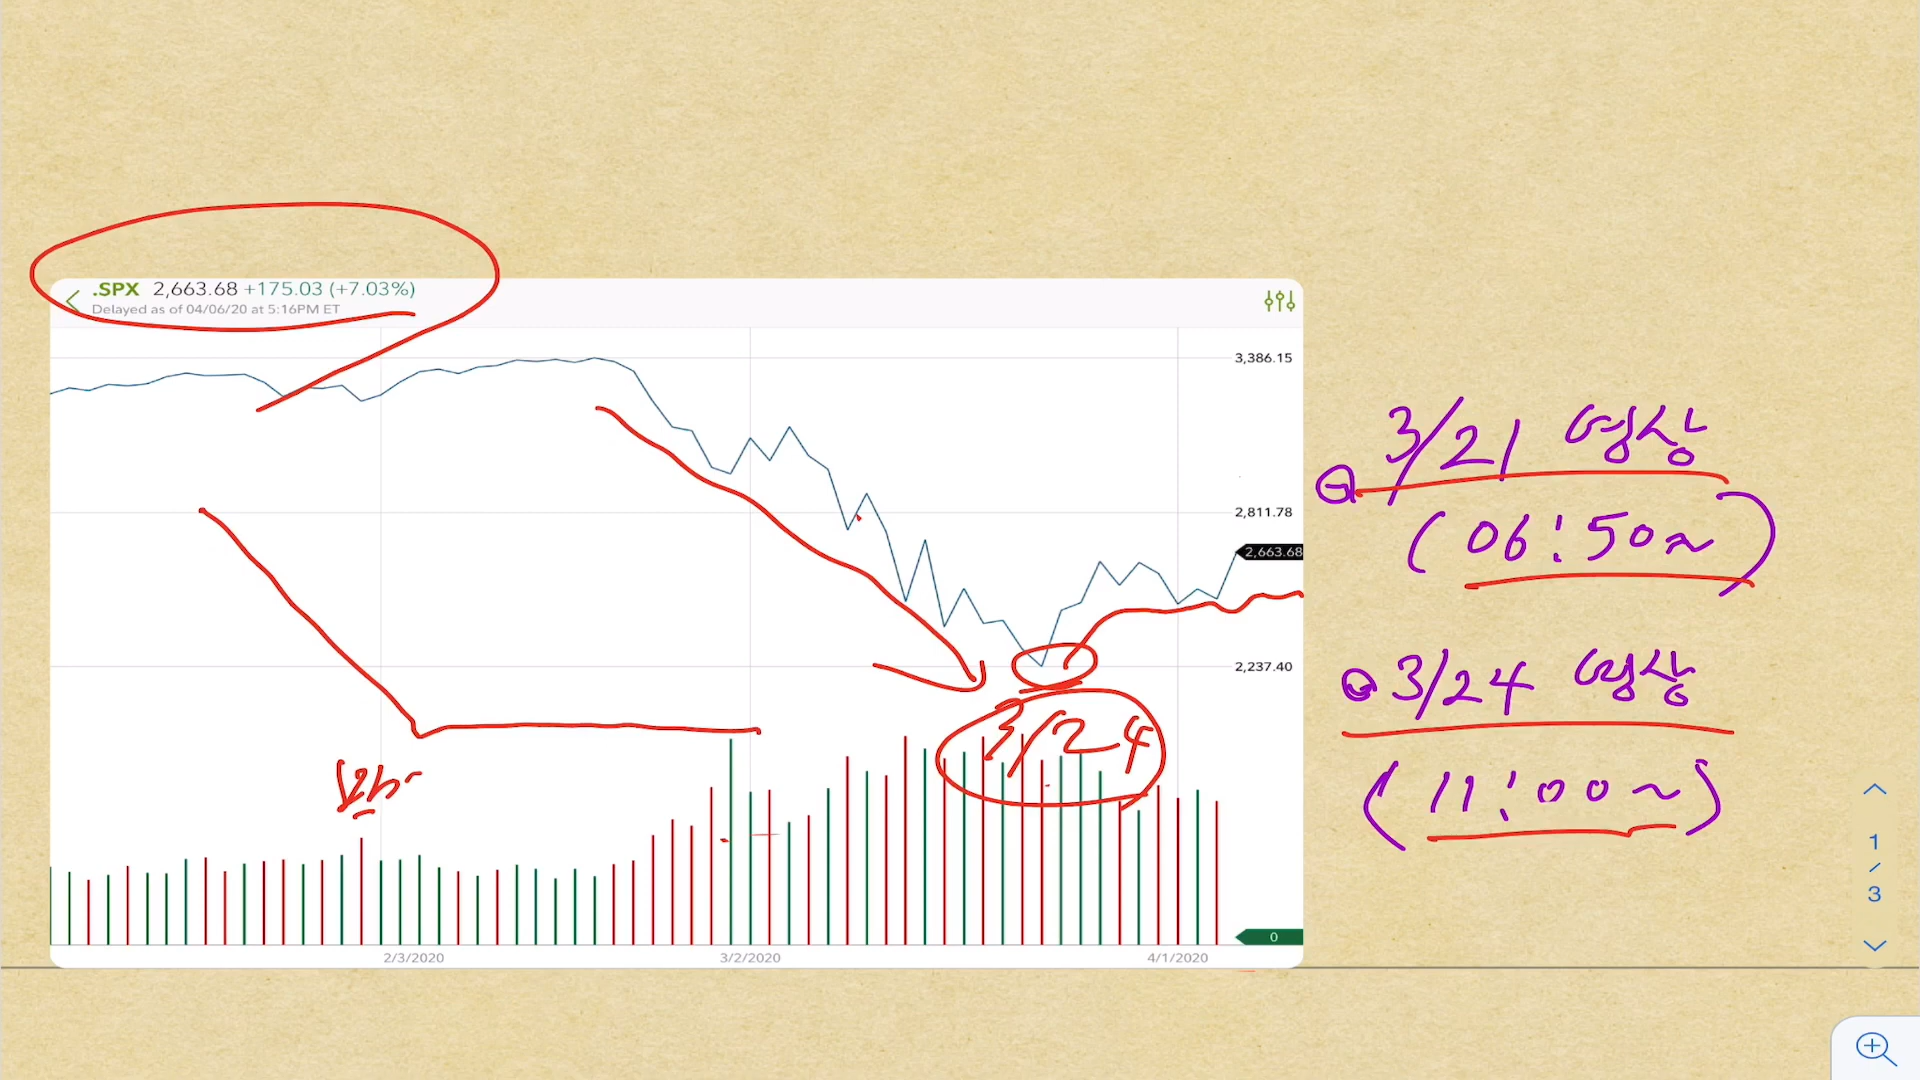 .SPX 2,663.68 +175.03 (+7.03%)
Delayed as of 04/06/20 at 5:16PM ET
3,386.15
2,811.78
2,663.68
2,237.40
3/24
0
2/3/2020 3/2/2020 4/1/2020
3/21 영상
(06:50~)
3/24 영상
(11:00~)
1
/
3